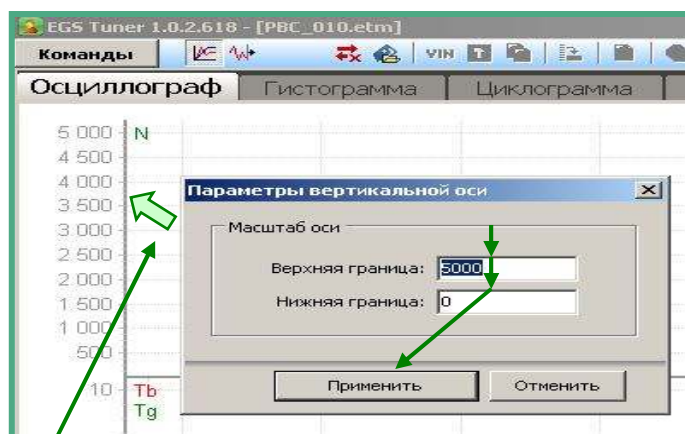 EGS Tuner 1.0.2.618 - [PBC_010.etm]
Команды VIN T
Осциллограф Гистограмма Циклограмма
5 000 N
4 500
4 000
Параметры вертикальной оси
3 500
Масштаб оси
3 000
2 500
Верхняя граница: 5000
2 000
Нижняя граница: 0
1 500
1 000
500
10 Tb
Применить Отменить
Tg